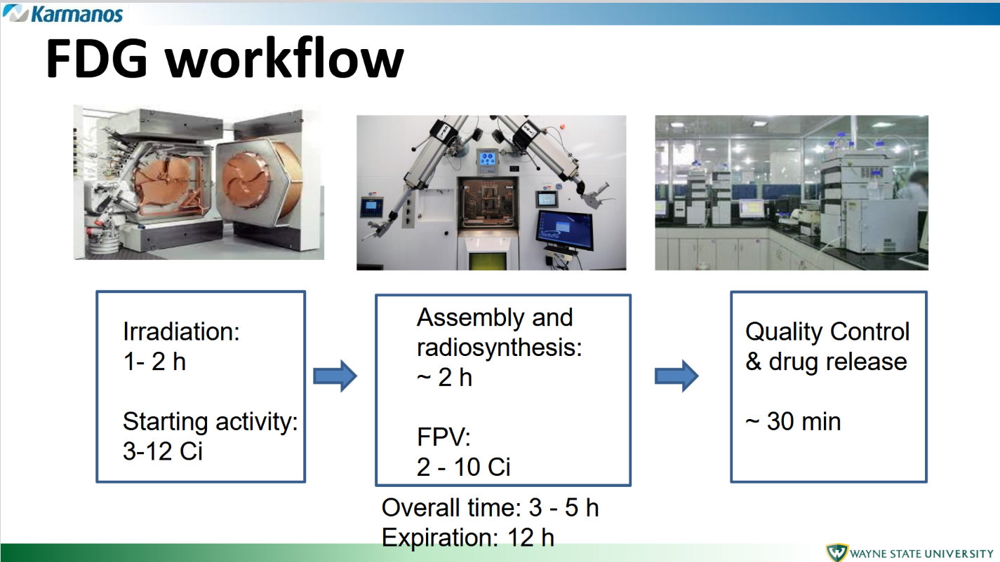 Karmanos
FDG workflow
Irradiation:
1- 2 h
Starting activity:
3-12 Ci
Assembly and
radiosynthesis:
~ 2 h
FPV:
2 - 10 Ci
Quality Control
& drug release
~ 30 min
Overall time: 3 - 5 h
Expiration: 12 h
WAYNE STATE UNIVERSITY